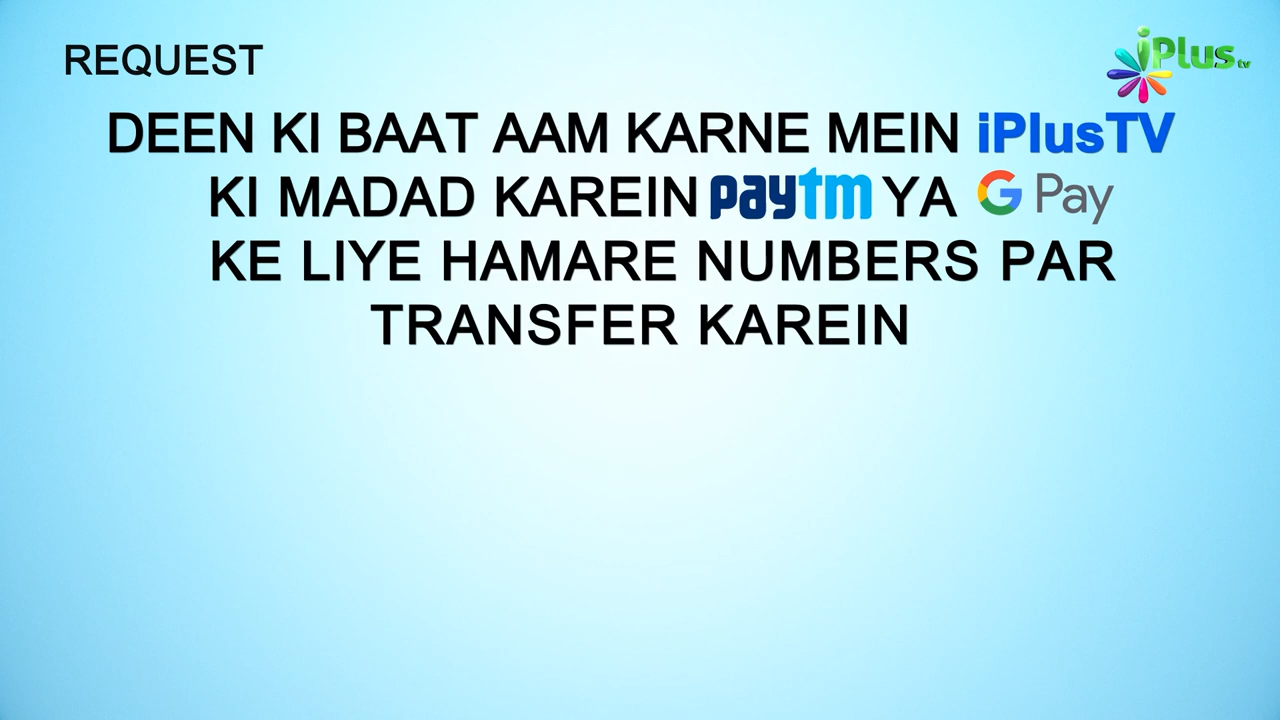 REQUEST
iPlus tv
DEEN KI BAAT AAM KARNE MEIN iPlusTV
KI MADAD KAREIN paytm YA G Pay
KE LIYE HAMARE NUMBERS PAR
TRANSFER KAREIN